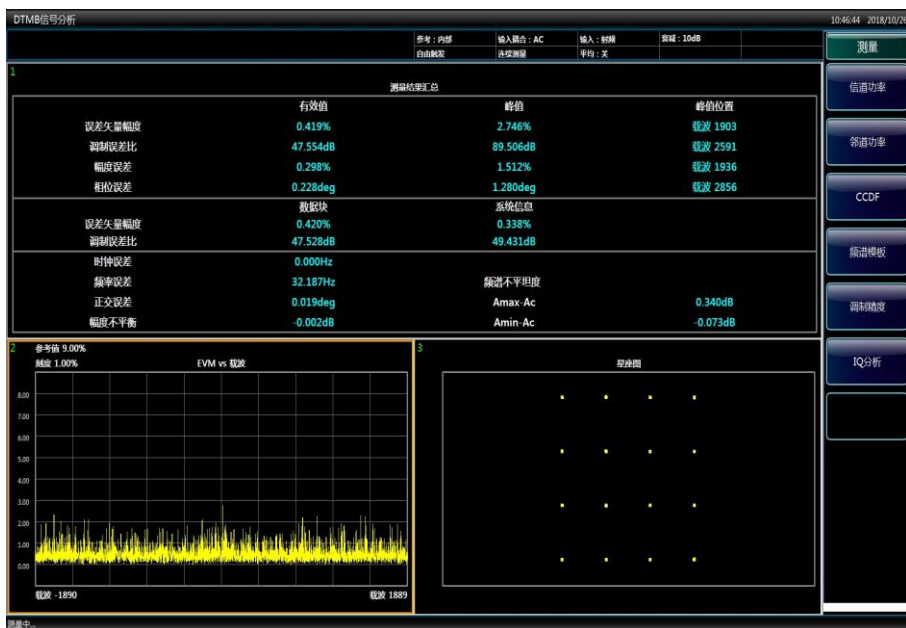 DTMB信号分析 10:46:44 2018/10/26
参考：内部 输入耦合：AC 输入：射频 衰减：10dB
自由触发 连续测量 平均：关
测量
信道功率
邻道功率
CCDF
频谱模板
调制精度
IQ分析
1
测量结果汇总
有效值 峰值 峰值位置
误差矢量幅度 0.419% 2.746% 载波 1903
调制误差比 47.554dB 89.506dB 载波 2591
幅度误差 0.298% 1.512% 载波 1936
相位误差 0.228deg 1.280deg 载波 2856
数据块 系统信息
误差矢量幅度 0.420% 0.338%
调制误差比 47.528dB 49.431dB
时钟误差 0.000Hz
频率误差 32.187Hz 频谱不平坦度
正交误差 0.019deg Amax-Ac 0.340dB
幅度不平衡 -0.002dB Amin-Ac -0.073dB
2 参考值 9.00%
刻度 1.00% EVM vs 载波
8.00
7.00
6.00
5.00
4.00
3.00
2.00
1.00
0.00
载波 -1890 载波 1889
3
星座图
测量中...